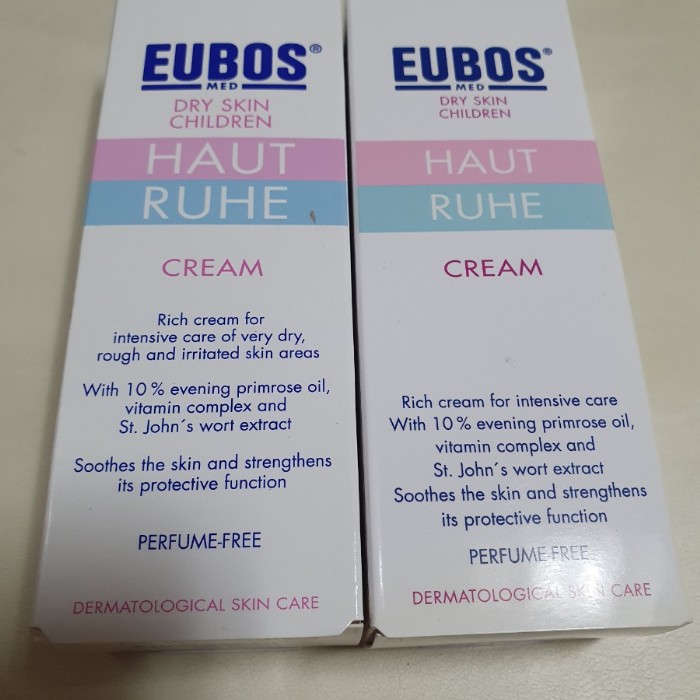 EUBOS®
MED
DRY SKIN
CHILDREN
HAUT
RUHE
CREAM
Rich cream for
intensive care of very dry,
rough and irritated skin areas
With 10 % evening primrose oil,
vitamin complex and
St. John´s wort extract
Soothes the skin and strengthens
its protective function
PERFUME-FREE
DERMATOLOGICAL SKIN CARE
EUBOS®
MED
DRY SKIN
CHILDREN
HAUT
RUHE
CREAM
Rich cream for intensive care
With 10 % evening primrose oil,
vitamin complex and
St. John´s wort extract
Soothes the skin and strengthens
its protective function
PERFUME-FREE
DERMATOLOGICAL SKIN CARE